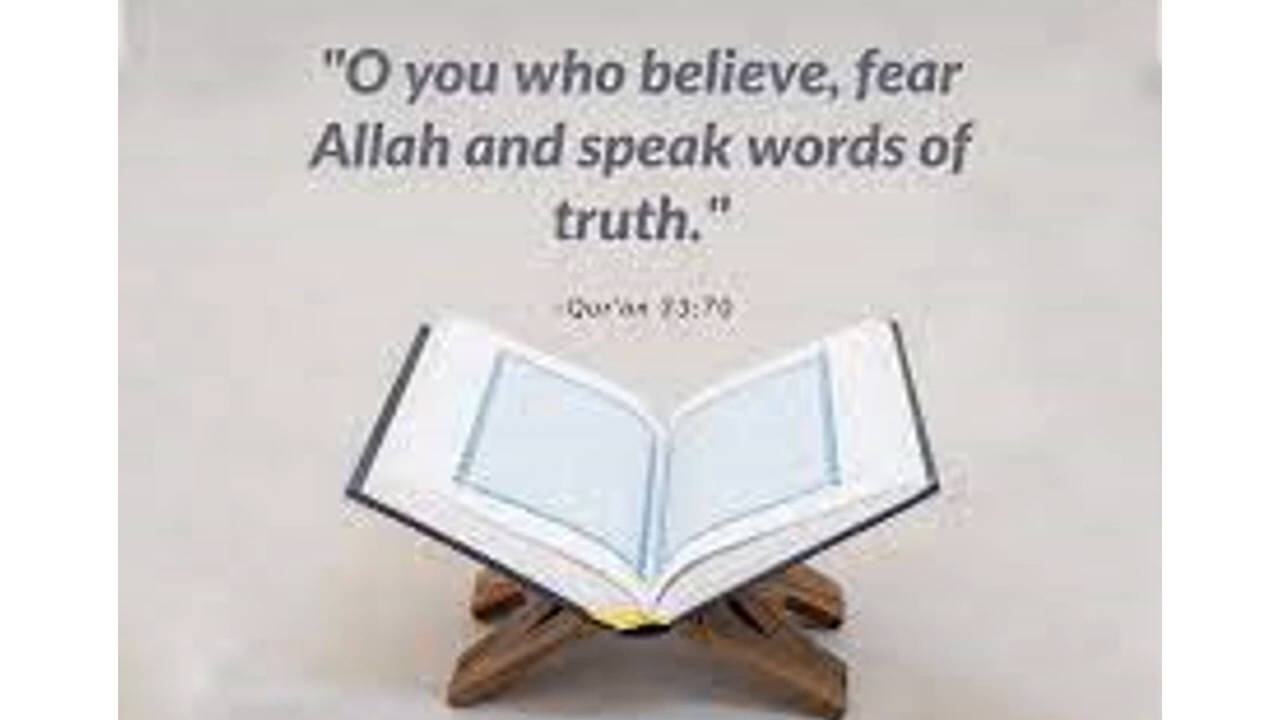 "O you who believe, fear
Allah and speak words of
truth."
-Qur'an 33:70